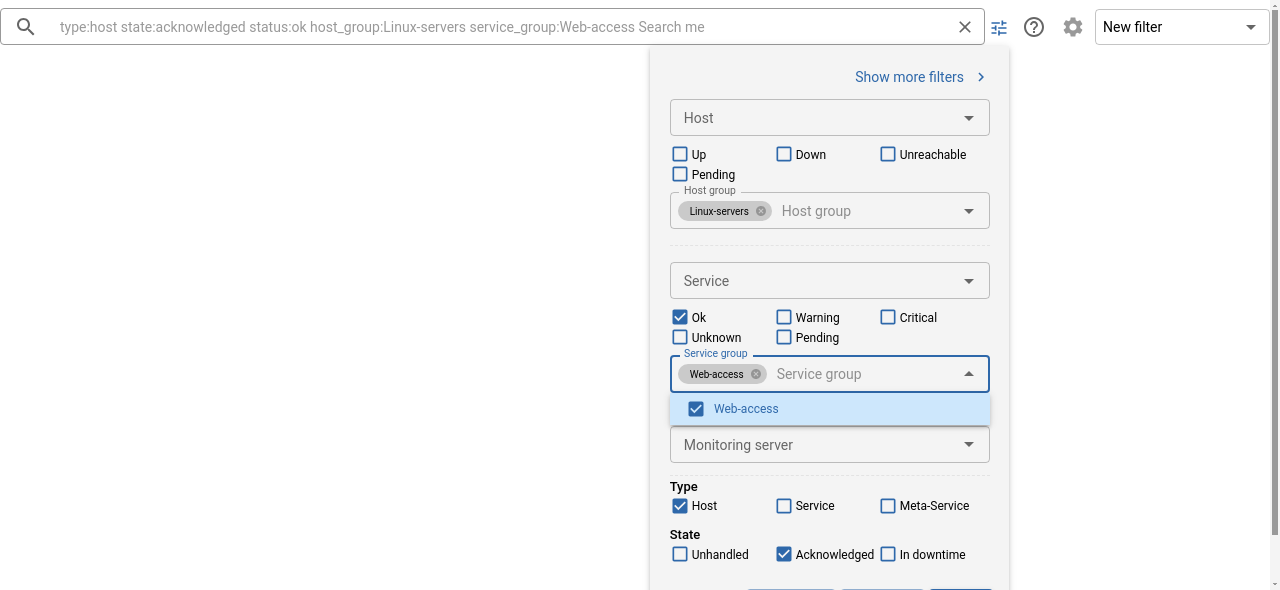 type:host state:acknowledged status:ok host_group:Linux-servers service_group:Web-access Search me
New filter
Show more filters
Host
Up Down Unreachable
Pending
Host group
Linux-servers Host group
Service
Ok Warning Critical
Unknown Pending
Service group
Web-access Service group
Web-access
Monitoring server
Type
Host Service Meta-Service
State
Unhandled Acknowledged In downtime